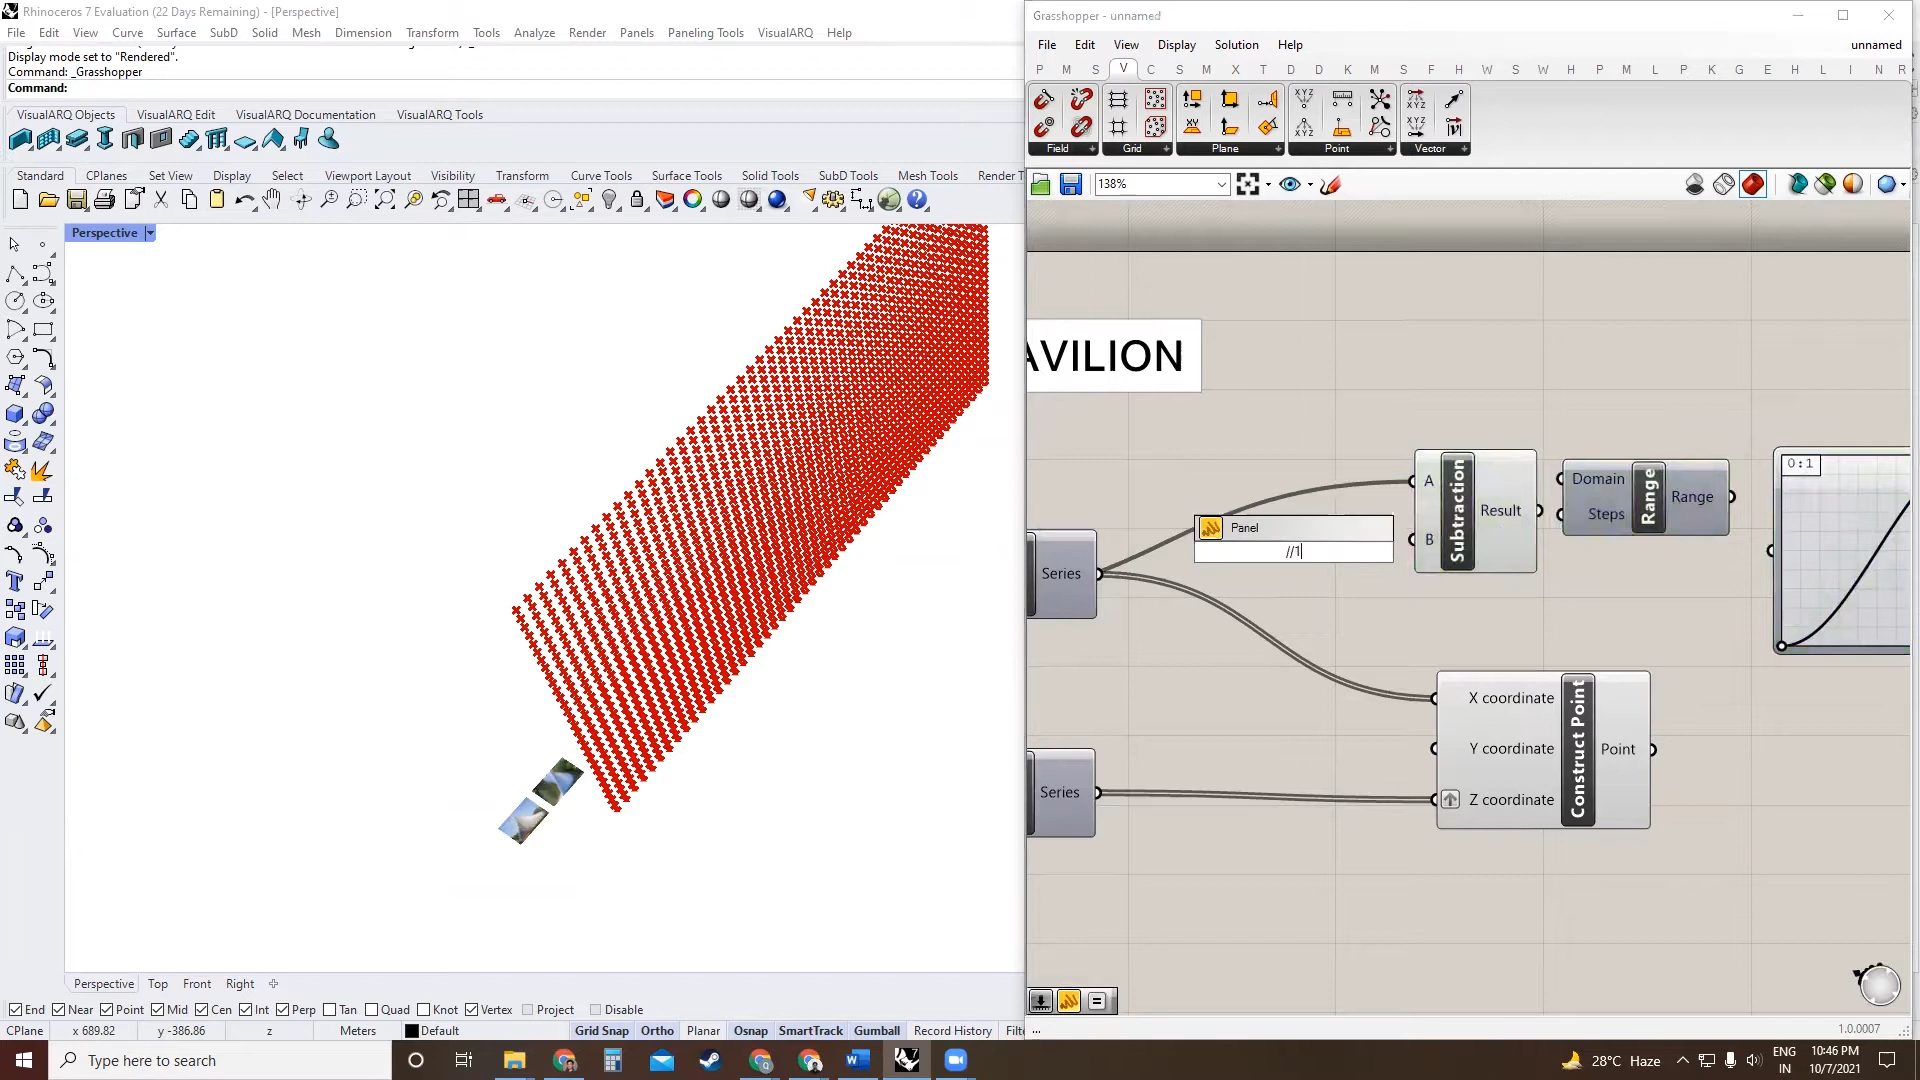 Rhinoceros 7 Evaluation (22 Days Remaining) - [Perspective]
File Edit View Curve Surface SubD Solid Mesh Dimension Transform Tools Analyze Render Panels Paneling Tools VisualARQ Help
Display mode set to "Rendered".
Command: _Grasshopper
Command:
VisualARQ Objects VisualARQ Edit VisualARQ Documentation VisualARQ Tools
Standard CPlanes Set View Display Select Viewport Layout Visibility Transform Curve Tools Surface Tools Solid Tools SubD Tools Mesh Tools Render T
Perspective
Perspective Top Front Right
End Near Point Mid Cen Int Perp Tan Quad Knot Vertex Project Disable
CPlane x 689.82 y -386.86 z Meters Default Grid Snap Ortho Planar Osnap SmartTrack Gumball Record History Filte
Grasshopper - unnamed
File Edit View Display Solution Help unnamed
P M S V C S M X T D D K M S F H W S W H P M L P K G E H L I N R
Field Grid Plane Point Vector
138%
AVILION
Panel
//1
Series
Series
A
B
Subtraction
Result
Domain
Steps
Range
Range
0:1
X coordinate
Y coordinate
Z coordinate
Construct Point
Point
...
1.0.0007
Type here to search
28°C Haze
ENG
IN
10:46 PM
10/7/2021